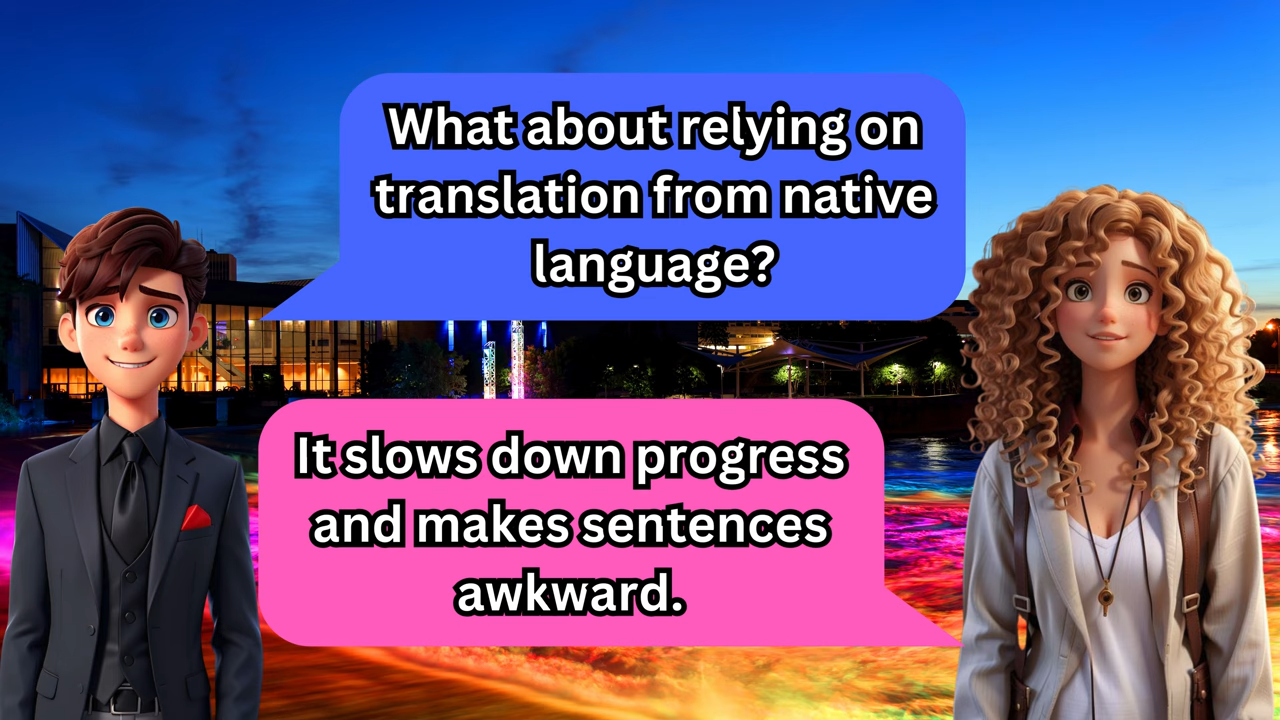 What about relying on
translation from native
language?
It slows down progress
and makes sentences
awkward.